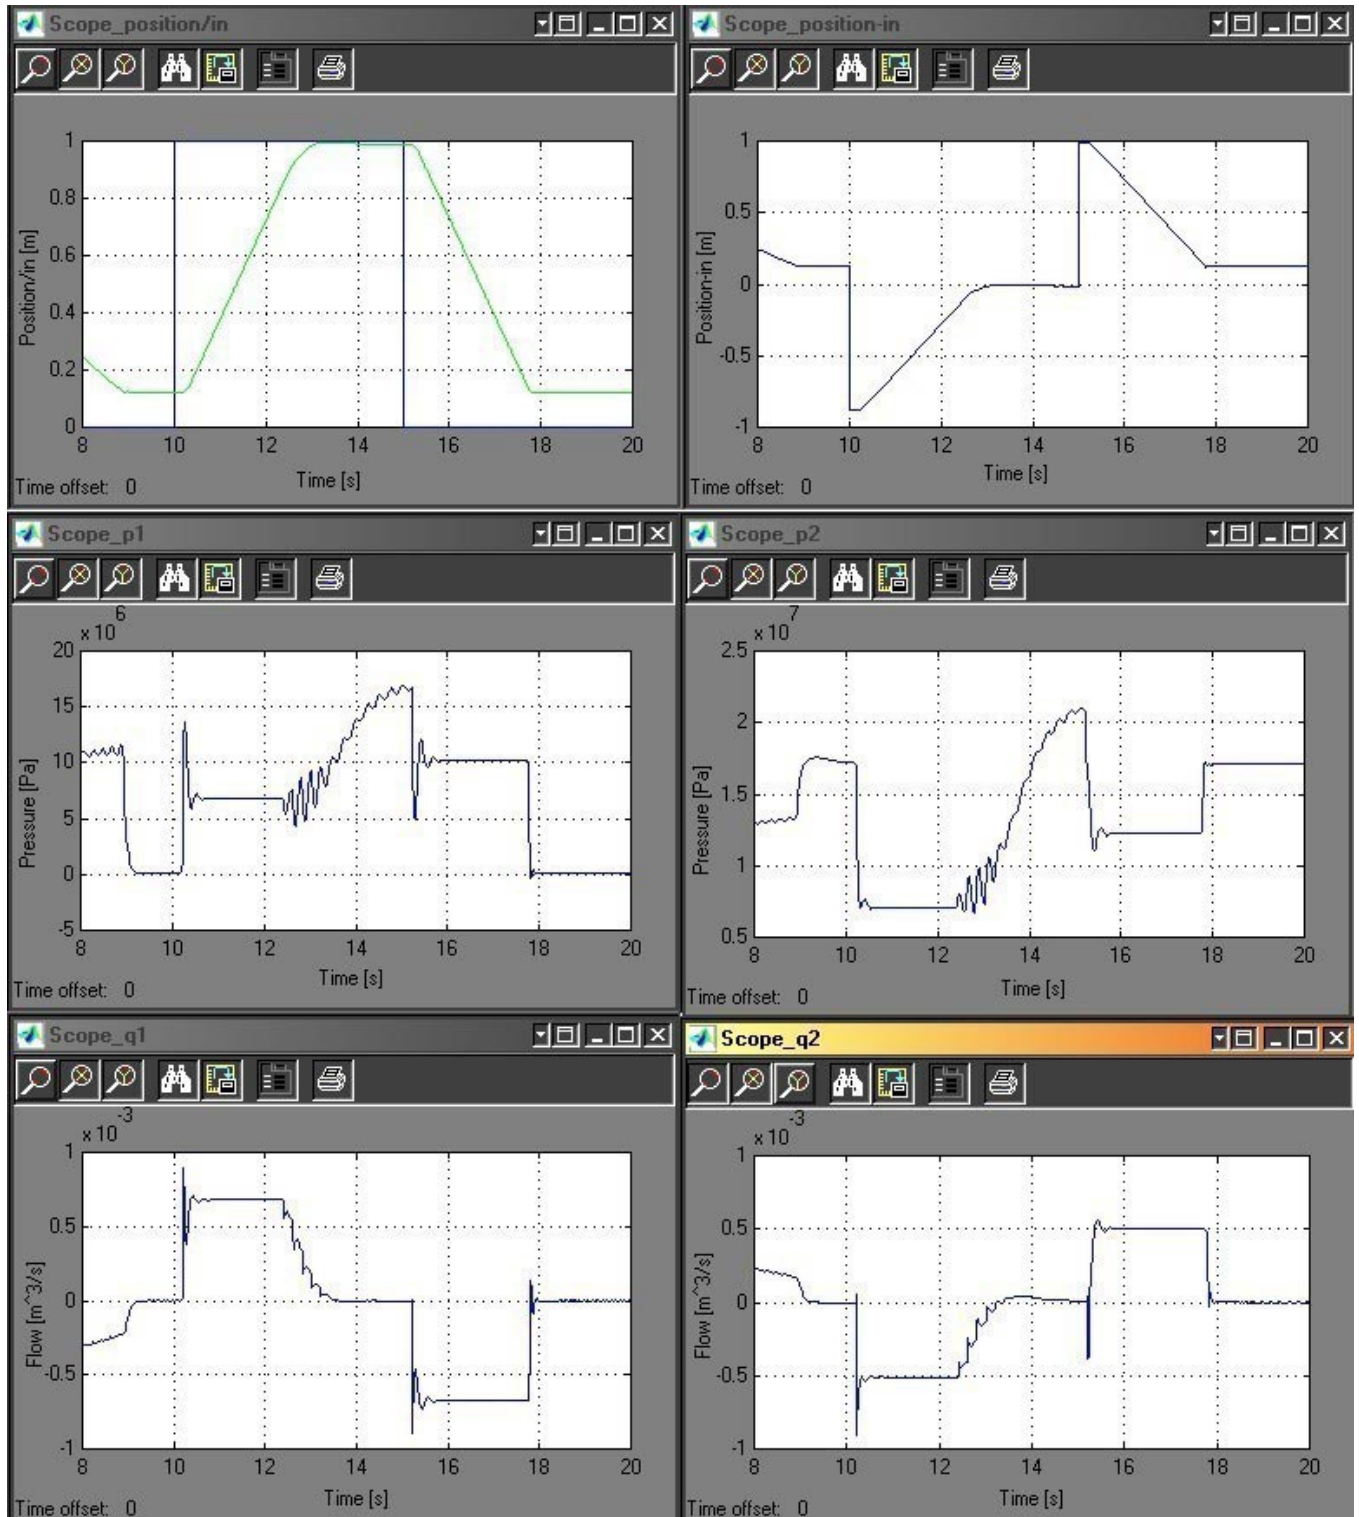 Scope_position/in
1
0.8
0.6
0.4
0.2
0
Position/in [m]
8 10 12 14 16 18 20
Time [s]
Time offset: 0
Scope_position-in
1
0.5
0
-0.5
-1
Position-in [m]
8 10 12 14 16 18 20
Time [s]
Time offset: 0
Scope_p1
x 10 6
20
15
10
5
0
-5
Pressure [Pa]
8 10 12 14 16 18 20
Time [s]
Time offset: 0
Scope_p2
x 10 7
2.5
2
1.5
1
0.5
Pressure [Pa]
8 10 12 14 16 18 20
Time [s]
Time offset: 0
Scope_q1
x 10 -3
1
0.5
0
-0.5
-1
Flow [m^3/s]
8 10 12 14 16 18 20
Time [s]
Time offset: 0
Scope_q2
x 10 -3
1
0.5
0
-0.5
-1
Flow [m^3/s]
8 10 12 14 16 18 20
Time [s]
Time offset: 0